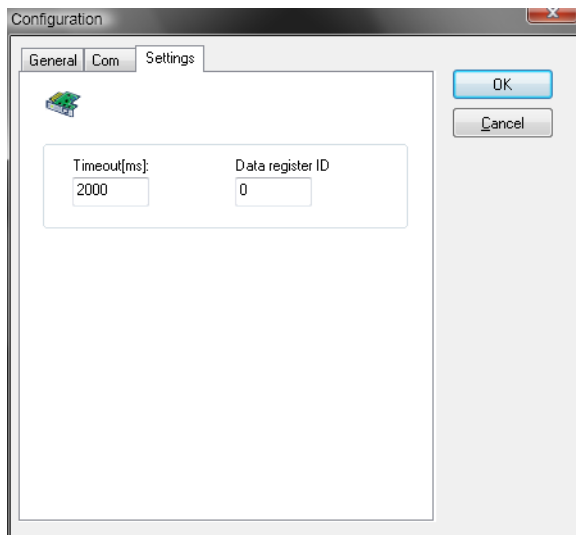 Configuration
General Com Settings
OK
Cancel
Timeout[ms]: Data register ID
2000 0